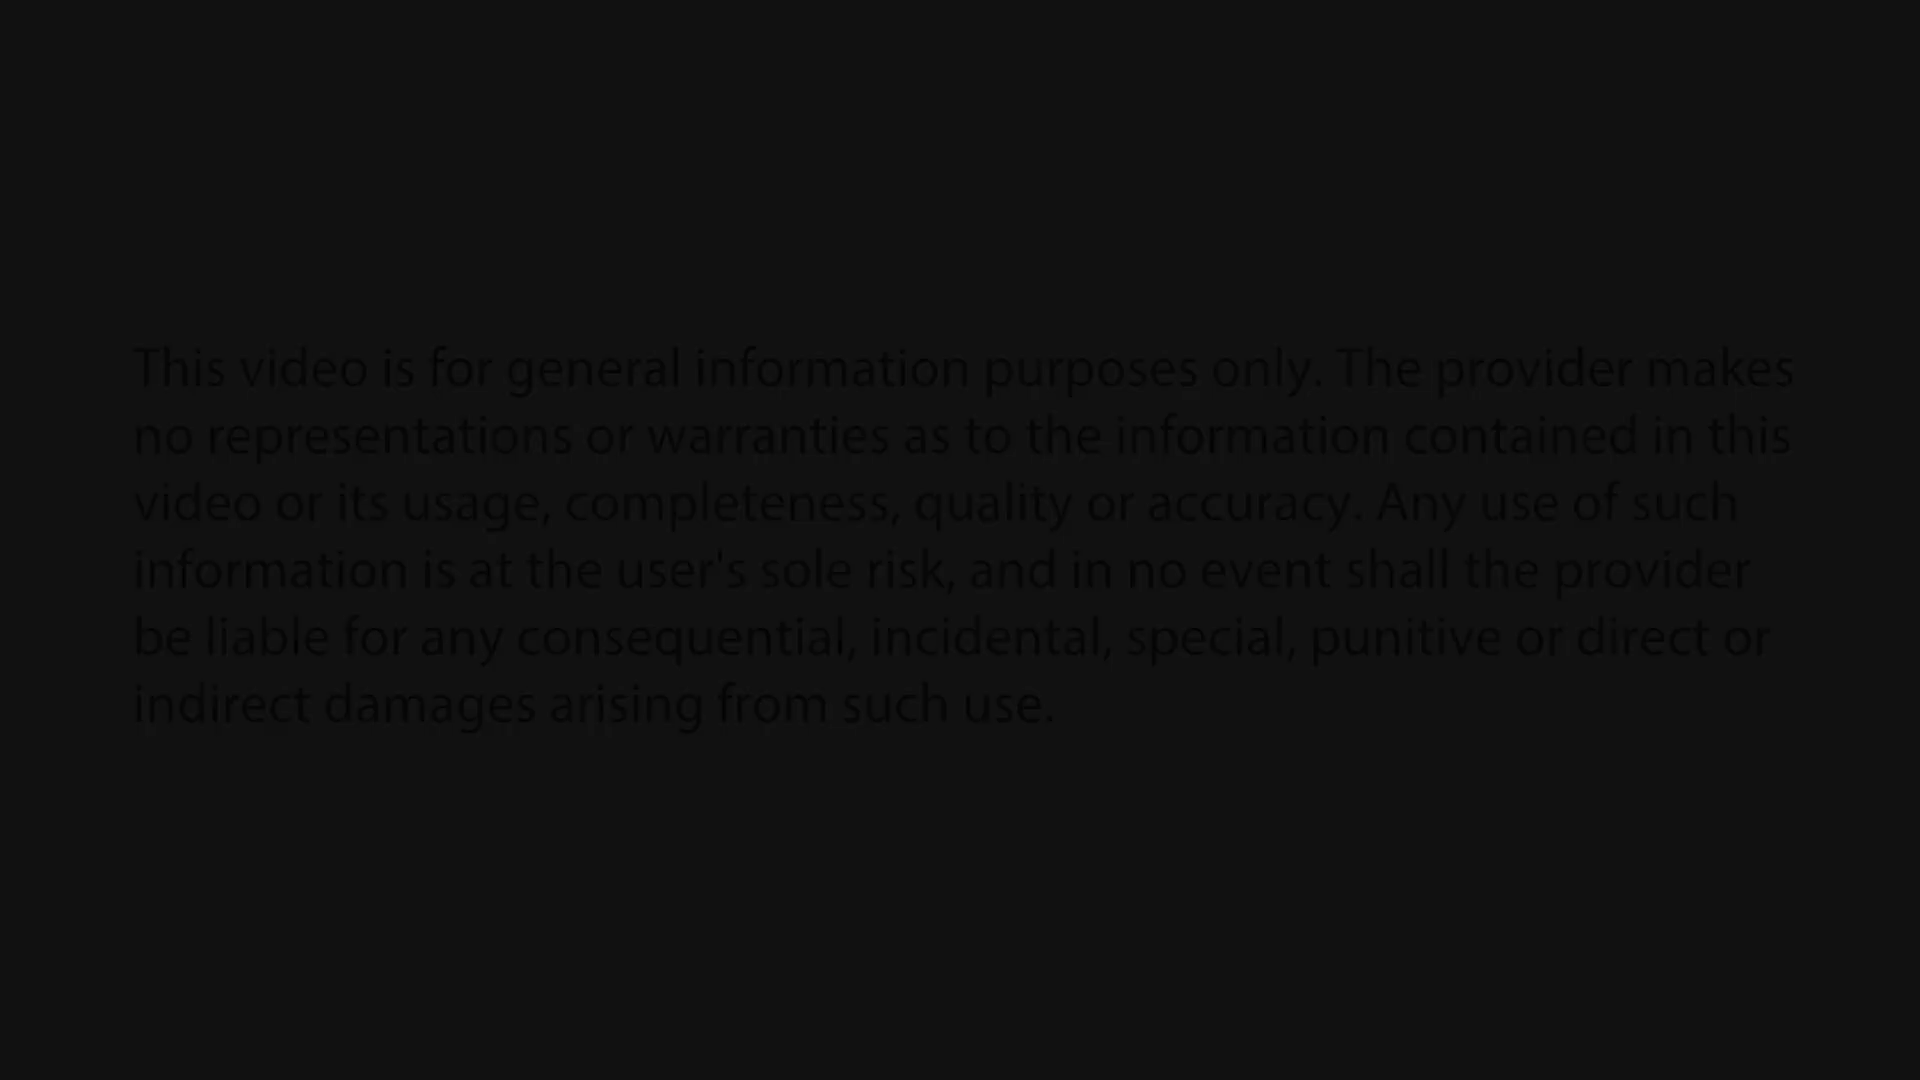 This video is for general information purposes only. The provider makes
no representations or warranties as to the information contained in this
video or its usage, completeness, quality or accuracy. Any use of such
information is at the user's sole risk, and in no event shall the provider
be liable for any consequential, incidental, special, punitive or direct or
indirect damages arising from such use.